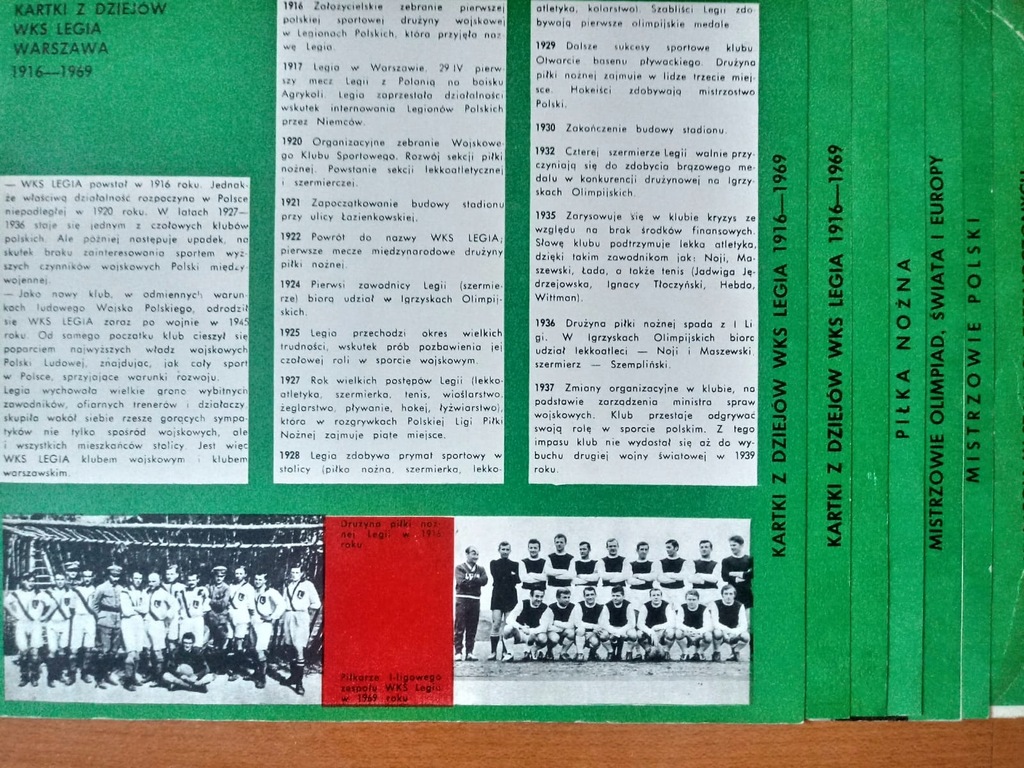 KARTKI Z DZIEJÓW
WKS LEGIA
WARSZAWA
1916—1969
— WKS LEGIA powstał w 1916 roku. Jednak-
że właściwą działalność rozpoczyna w Polsce
niepodległej w 1920 roku. W latach 1927—
1936 staje się jednym z czołowych klubów
polskich. Ale później następuje upadek, na
skutek braku zainteresowania sportem wyż-
szych czynników wojskowych Polski między-
wojennej.
— Jako nowy klub, w odmiennych warun-
kach ludowego Wojska Polskiego, odrodził
się WKS LEGIA zaraz po wojnie w 1945
roku. Od samego początku klub cieszył się
poparciem najwyższych władz wojskowych
Polski Ludowej, znajdując, jak cały sport
w Polsce, sprzyjające warunki rozwoju.
Legia wychowała wielkie grono wybitnych
zawodników, ofiarnych trenerów i działaczy,
skupiła wokół siebie rzesze gorących sympa-
tyków nie tylko spośród wojskowych, ale
i wszystkich mieszkańców stolicy. Jest więc
WKS LEGIA klubem wojskowym i klubem
warszawskim.
1916 Założycielskie zebranie pierwszej
polskiej sportowej drużyny wojskowej
w Legionach Polskich, która przyjęła naz-
wę Legia.
1917 Legia w Warszawie. 29 IV pierw-
szy mecz Legii z Polonią na boisku
Agrykoli. Legia zaprzestała działalności
wskutek internowania Legionów Polskich
przez Niemców.
1920 Organizacyjne zebranie Wojskowe-
go Klubu Sportowego. Rozwój sekcji piłki
nożnej. Powstanie sekcji lekkoatletycznej
i szermierczej.
1921 Zapoczątkowanie budowy stadionu
przy ulicy Łazienkowskiej.
1922 Powrót do nazwy WKS LEGIA;
pierwsze mecze międzynarodowe drużyny
piłki nożnej.
1924 Pierwsi zawodnicy Legii (szermie-
rze) biorą udział w Igrzyskach Olimpij-
skich.
1925 Legia przechodzi okres wielkich
trudności, wskutek prób pozbawienia jej
czołowej roli w sporcie wojskowym.
1927 Rok wielkich postępów Legii (lekko-
atletyka, szermierka, tenis, wioślarstwo,
żeglarstwo, pływanie, hokej, łyżwiarstwo),
która w rozgrywkach Polskiej Ligi Piłki
Nożnej zajmuje piąte miejsce.
1928 Legia zdobywa prymat sportowy w
stolicy (piłka nożna, szermierka, lekko-
atletyka, kolarstwo). Szabliści Legii zdo-
bywają pierwsze olimpijskie medale
1929 Dalsze sukcesy sportowe klubu
Otwarcie basenu pływackiego. Drużyna
piłki nożnej zajmuje w lidze trzecie miej-
sce. Hokeiści zdobywają mistrzostwo
Polski.
1930 Zakończenie budowy stadionu.
1932 Czterej szermierze Legii walnie przy-
czyniają się do zdobycia brązowego me-
dalu w konkurencji drużynowej na Igrzy-
skach Olimpijskich.
1935 Zarysowuje się w klubie kryzys ze
względu na brak środków finansowych.
Sławę klubu podtrzymuje lekka atletyka,
dzięki takim zawodnikom jak: Noji, Ma-
szewski, Łada, a także tenis (Jadwiga Ję-
drzejowska, Ignacy Tłoczyński, Hebda,
Wittman).
1936 Drużyna piłki nożnej spada z I Li
gi. W Igrzyskach Olimpijskich biorą
udział lekkoatleci — Noji i Maszewski,
szermierz — Szempliński.
1937 Zmiany organizacyjne w klubie, na
podstawie zarządzenia ministra spraw
wojskowych. Klub przestaje odgrywać
swoją rolę w sporcie polskim. Z tego
impasu klub nie wydostał się aż do wy-
buchu drugiej wojny światowej w 1939
roku.
Drużyna piłki noż-
nej Legii w 1916
roku
Piłkarze I-ligowego
zespołu WKS Legia
w 1969 roku
KARTKI Z DZIEJÓW WKS LEGIA 1916—1969
KARTKI Z DZIEJÓW WKS LEGIA 1916—1969
PIŁKA NOŻNA
MISTRZOWIE OLIMPIAD, ŚWIATA I EUROPY
MISTRZOWIE POLSKI